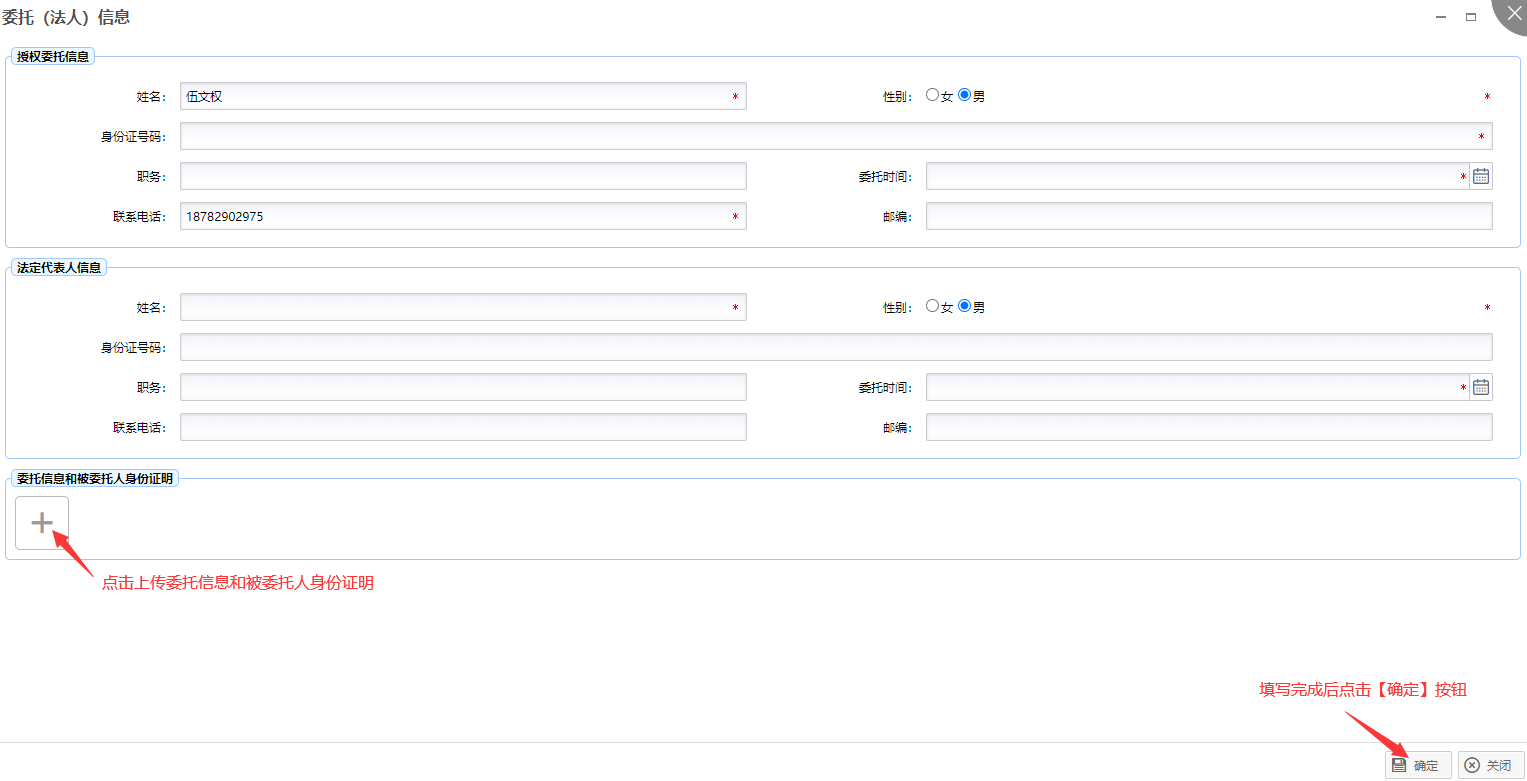 委托（法人）信息
授权委托信息
姓名： 伍文权 * 性别： 女 男 *
身份证号码： *
职务： 委托时间： *
联系电话： 18782902975 * 邮编：
法定代表人信息
姓名： * 性别： 女 男 *
身份证号码：
职务： 委托时间： *
联系电话： 邮编：
委托信息和被委托人身份证明
点击上传委托信息和被委托人身份证明
填写完成后点击【确定】按钮
确定 关闭